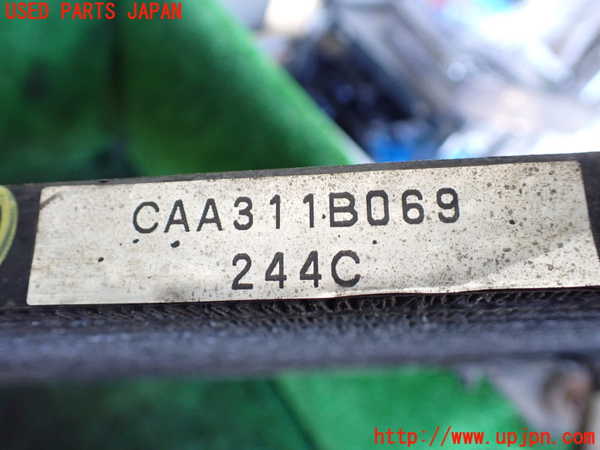 USED PARTS JAPAN
CAA311B069
244C
http://www.upjpn.com/